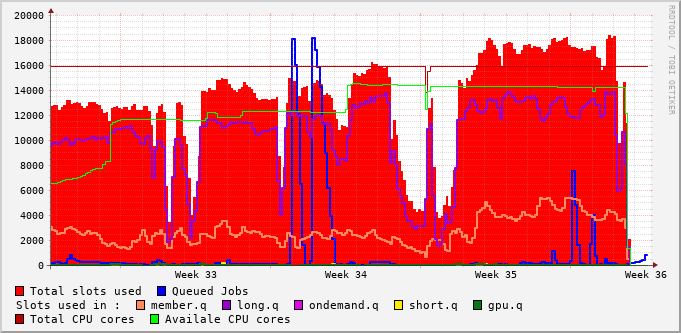 20000
18000
16000
14000
12000
10000
8000
6000
4000
2000
0
Week 33 Week 34 Week 35 Week 36
RRDTOOL / TOBI OETIKER
Total slots used Queued Jobs
Slots used in : member.q long.q ondemand.q short.q gpu.q
Total CPU cores Availale CPU cores